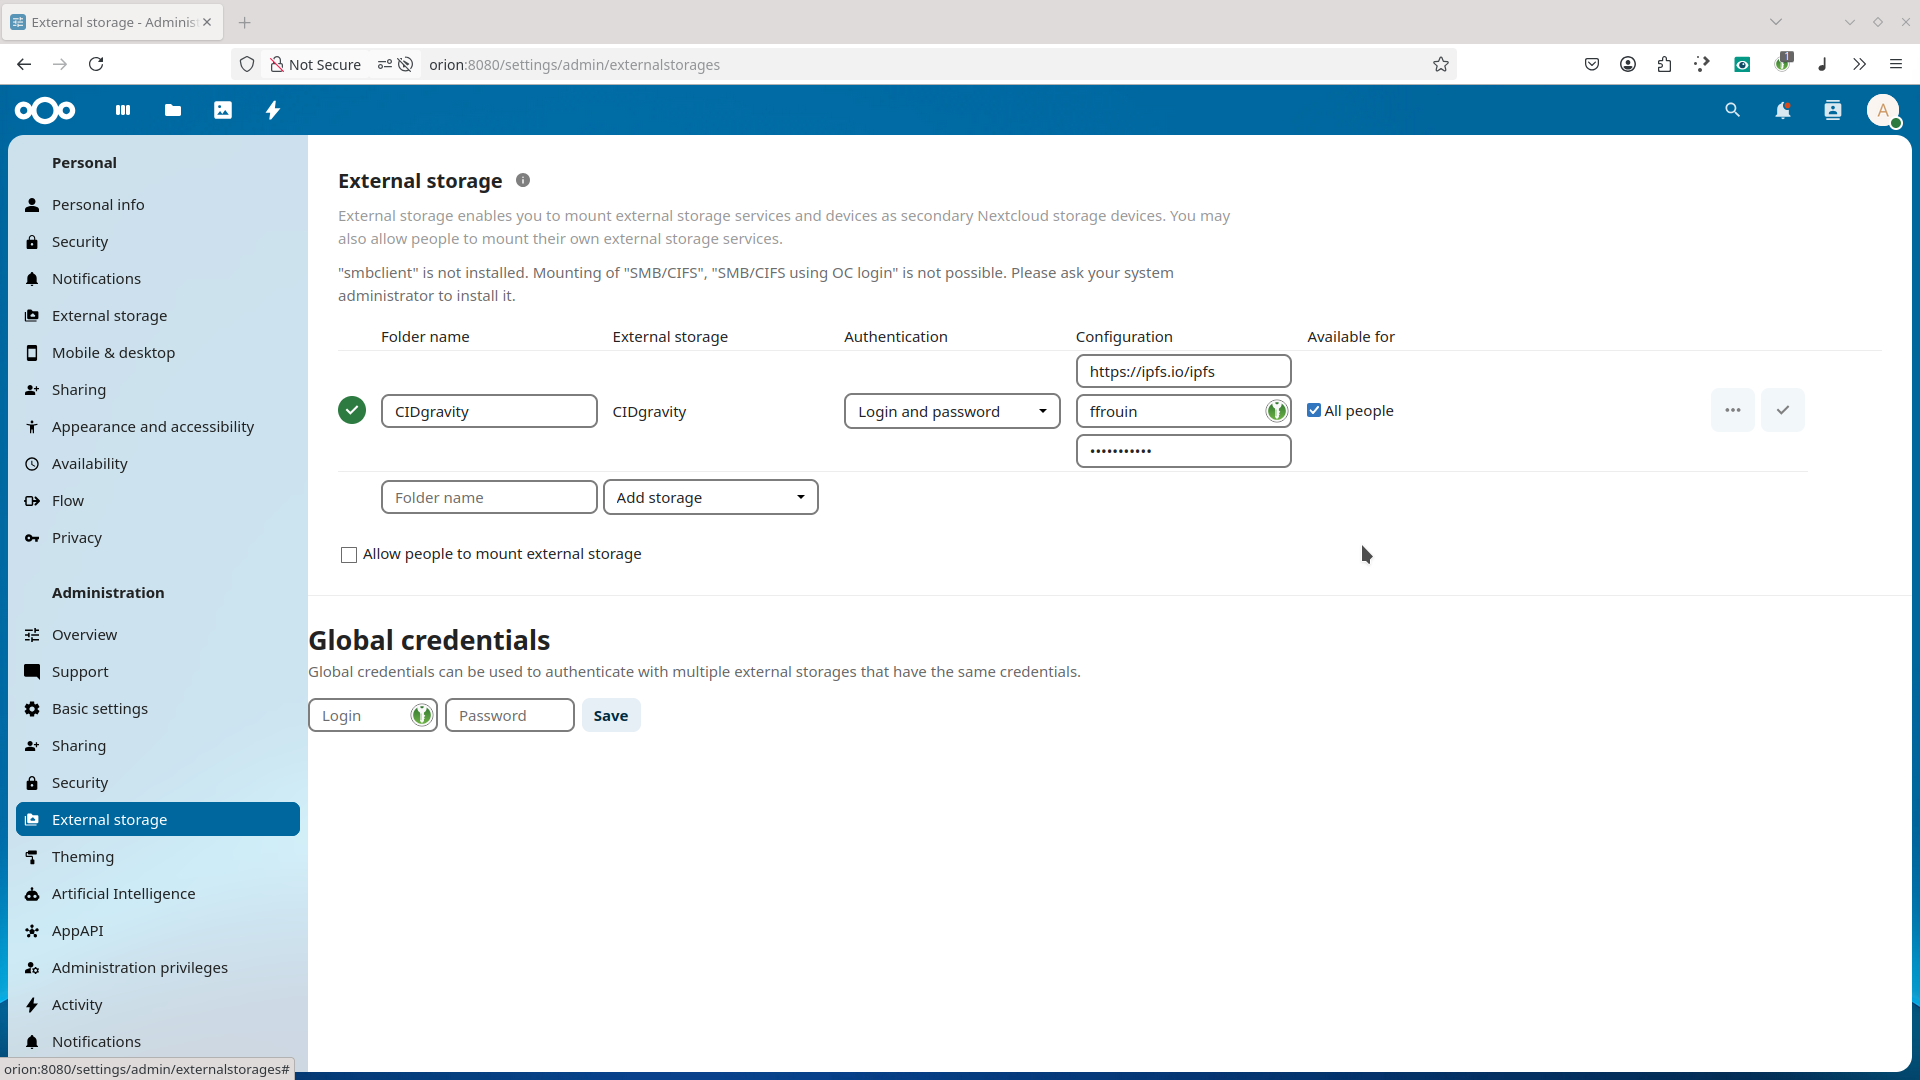 External storage - Adminis
Not Secure
orion:8080/settings/admin/externalstorages
1
A
Personal
Personal info
Security
Notifications
External storage
Mobile & desktop
Sharing
Appearance and accessibility
Availability
Flow
Privacy
Administration
Overview
Support
Basic settings
Sharing
Security
External storage
Theming
Artificial Intelligence
AppAPI
Administration privileges
Activity
Notifications
orion:8080/settings/admin/externalstorages#
External storage
External storage enables you to mount external storage services and devices as secondary Nextcloud storage devices. You may
also allow people to mount their own external storage services.
"smbclient" is not installed. Mounting of "SMB/CIFS", "SMB/CIFS using OC login" is not possible. Please ask your system
administrator to install it.
Folder name External storage Authentication Configuration Available for
https://ipfs.io/ipfs
CIDgravity CIDgravity Login and password ffrouin All people
•••••••••••
Folder name Add storage
Allow people to mount external storage
Global credentials
Global credentials can be used to authenticate with multiple external storages that have the same credentials.
Login Password Save